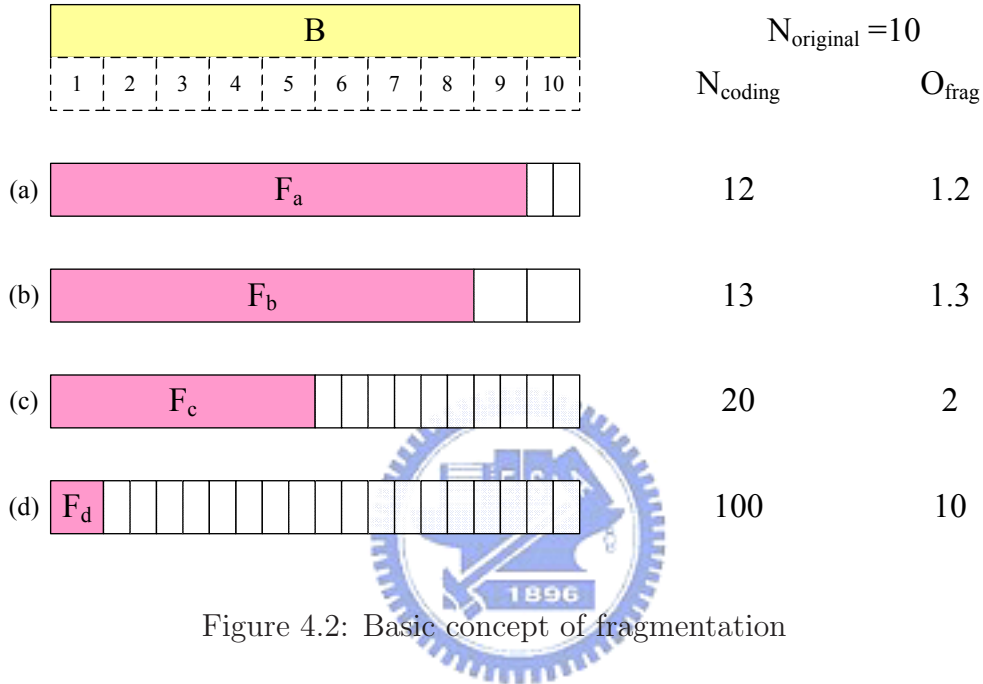 B
N_original =10
1 2 3 4 5 6 7 8 9 10
N_coding O_frag
(a) F_a 12 1.2
(b) F_b 13 1.3
(c) F_c 20 2
(d) F_d 100 10
1896
Figure 4.2: Basic concept of fragmentation